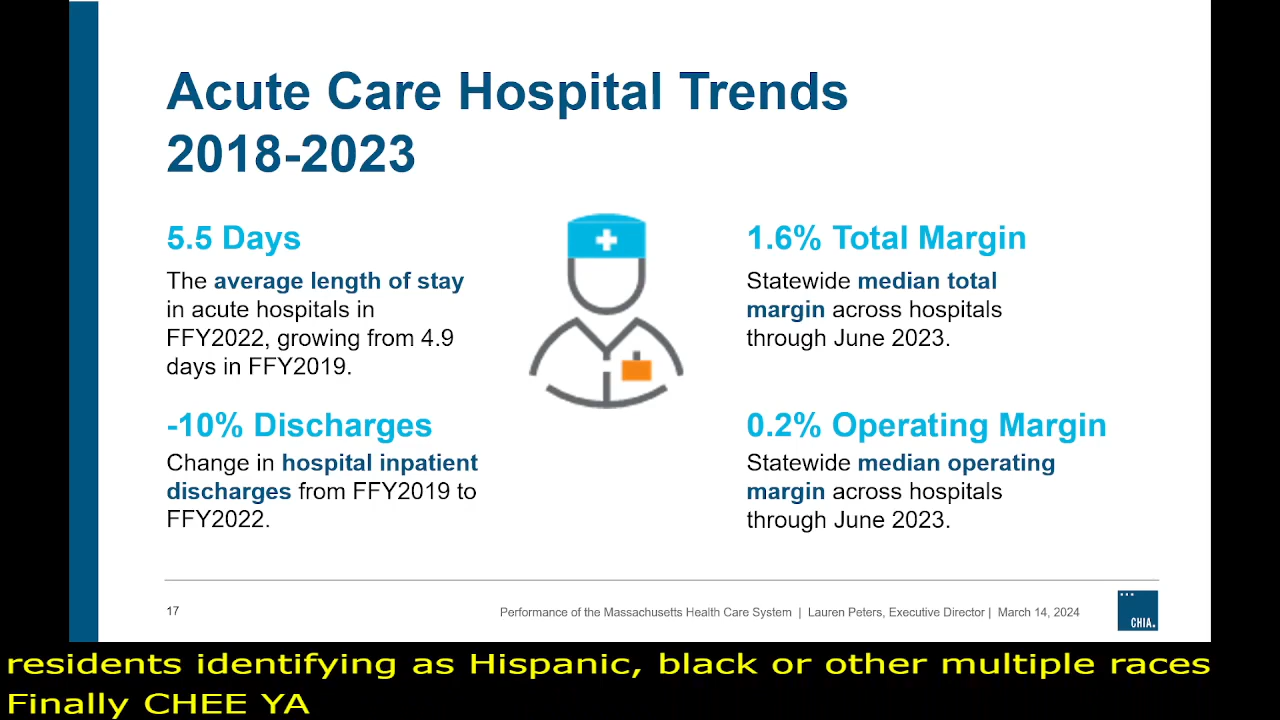 Acute Care Hospital Trends
2018-2023
5.5 Days
The average length of stay
in acute hospitals in
FFY2022, growing from 4.9
days in FFY2019.
-10% Discharges
Change in hospital inpatient
discharges from FFY2019 to
FFY2022.
1.6% Total Margin
Statewide median total
margin across hospitals
through June 2023.
0.2% Operating Margin
Statewide median operating
margin across hospitals
through June 2023.
17
Performance of the Massachusetts Health Care System | Lauren Peters, Executive Director | March 14, 2024
CHIA.
residents identifying as Hispanic, black or other multiple races
Finally CHEE YA